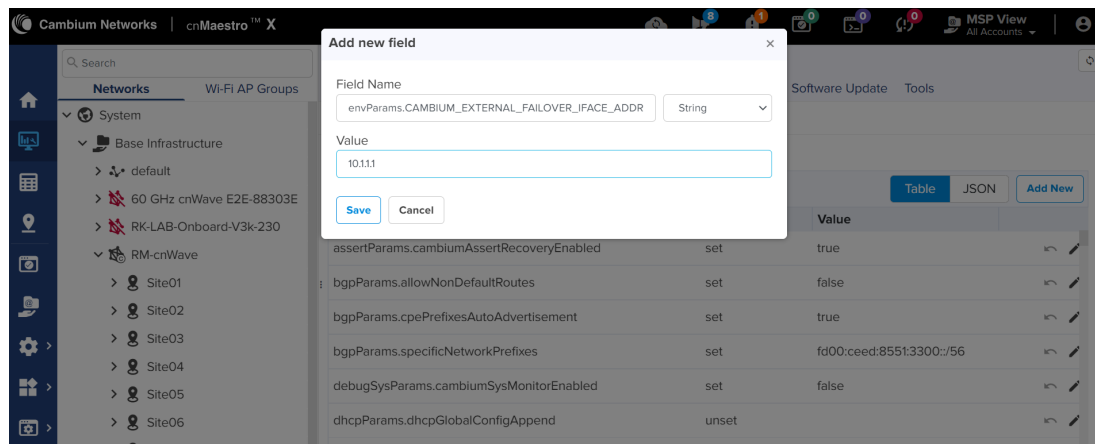 Cambium Networks | cnMaestro™ X
8
1
0
0
0
MSP View
All Accounts
Add new field
×
Search
Networks
Wi-Fi AP Groups
Field Name
envParams.CAMBIUM_EXTERNAL_FAILOVER_IFACE_ADDR
String
Value
10.1.1.1
Save
Cancel
Software Update
Tools
System
Base Infrastructure
default
60 GHz cnWave E2E-88303E
RK-LAB-Onboard-V3k-230
RM-cnWave
Site01
Site02
Site03
Site04
Site05
Site06
Table
JSON
Add New
Value
assertParams.cambiumAssertRecoveryEnabled set true
bgpParams.allowNonDefaultRoutes set false
bgpParams.cpePrefixesAutoAdvertisement set true
bgpParams.specificNetworkPrefixes set fd00:ceed:8551:3300::/56
debugSysParams.cambiumSysMonitorEnabled set false
dhcpParams.dhcpGlobalConfigAppend unset